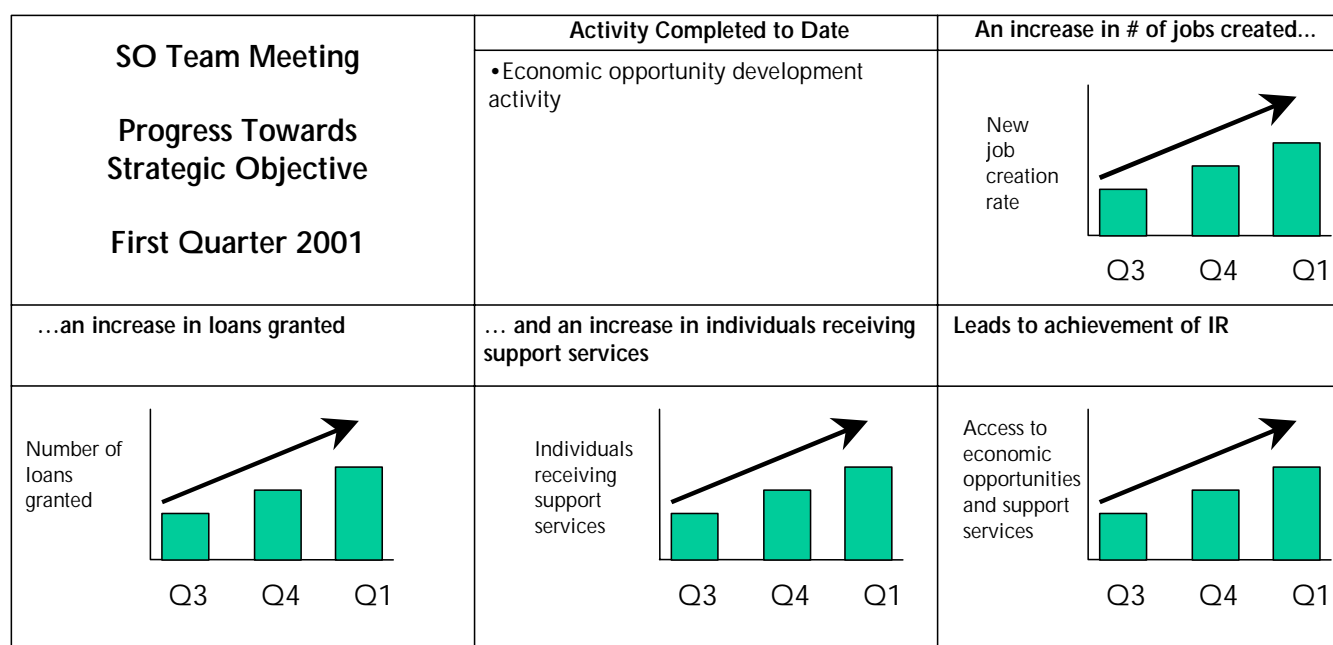 SO Team Meeting
Progress Towards
Strategic Objective
First Quarter 2001
Activity Completed to Date
•Economic opportunity development
activity
An increase in # of jobs created...
New
job
creation
rate
Q3 Q4 Q1
…an increase in loans granted
Number of
loans
granted
Q3 Q4 Q1
… and an increase in individuals receiving
support services
Individuals
receiving
support
services
Q3 Q4 Q1
Leads to achievement of IR
Access to
economic
opportunities
and support
services
Q3 Q4 Q1